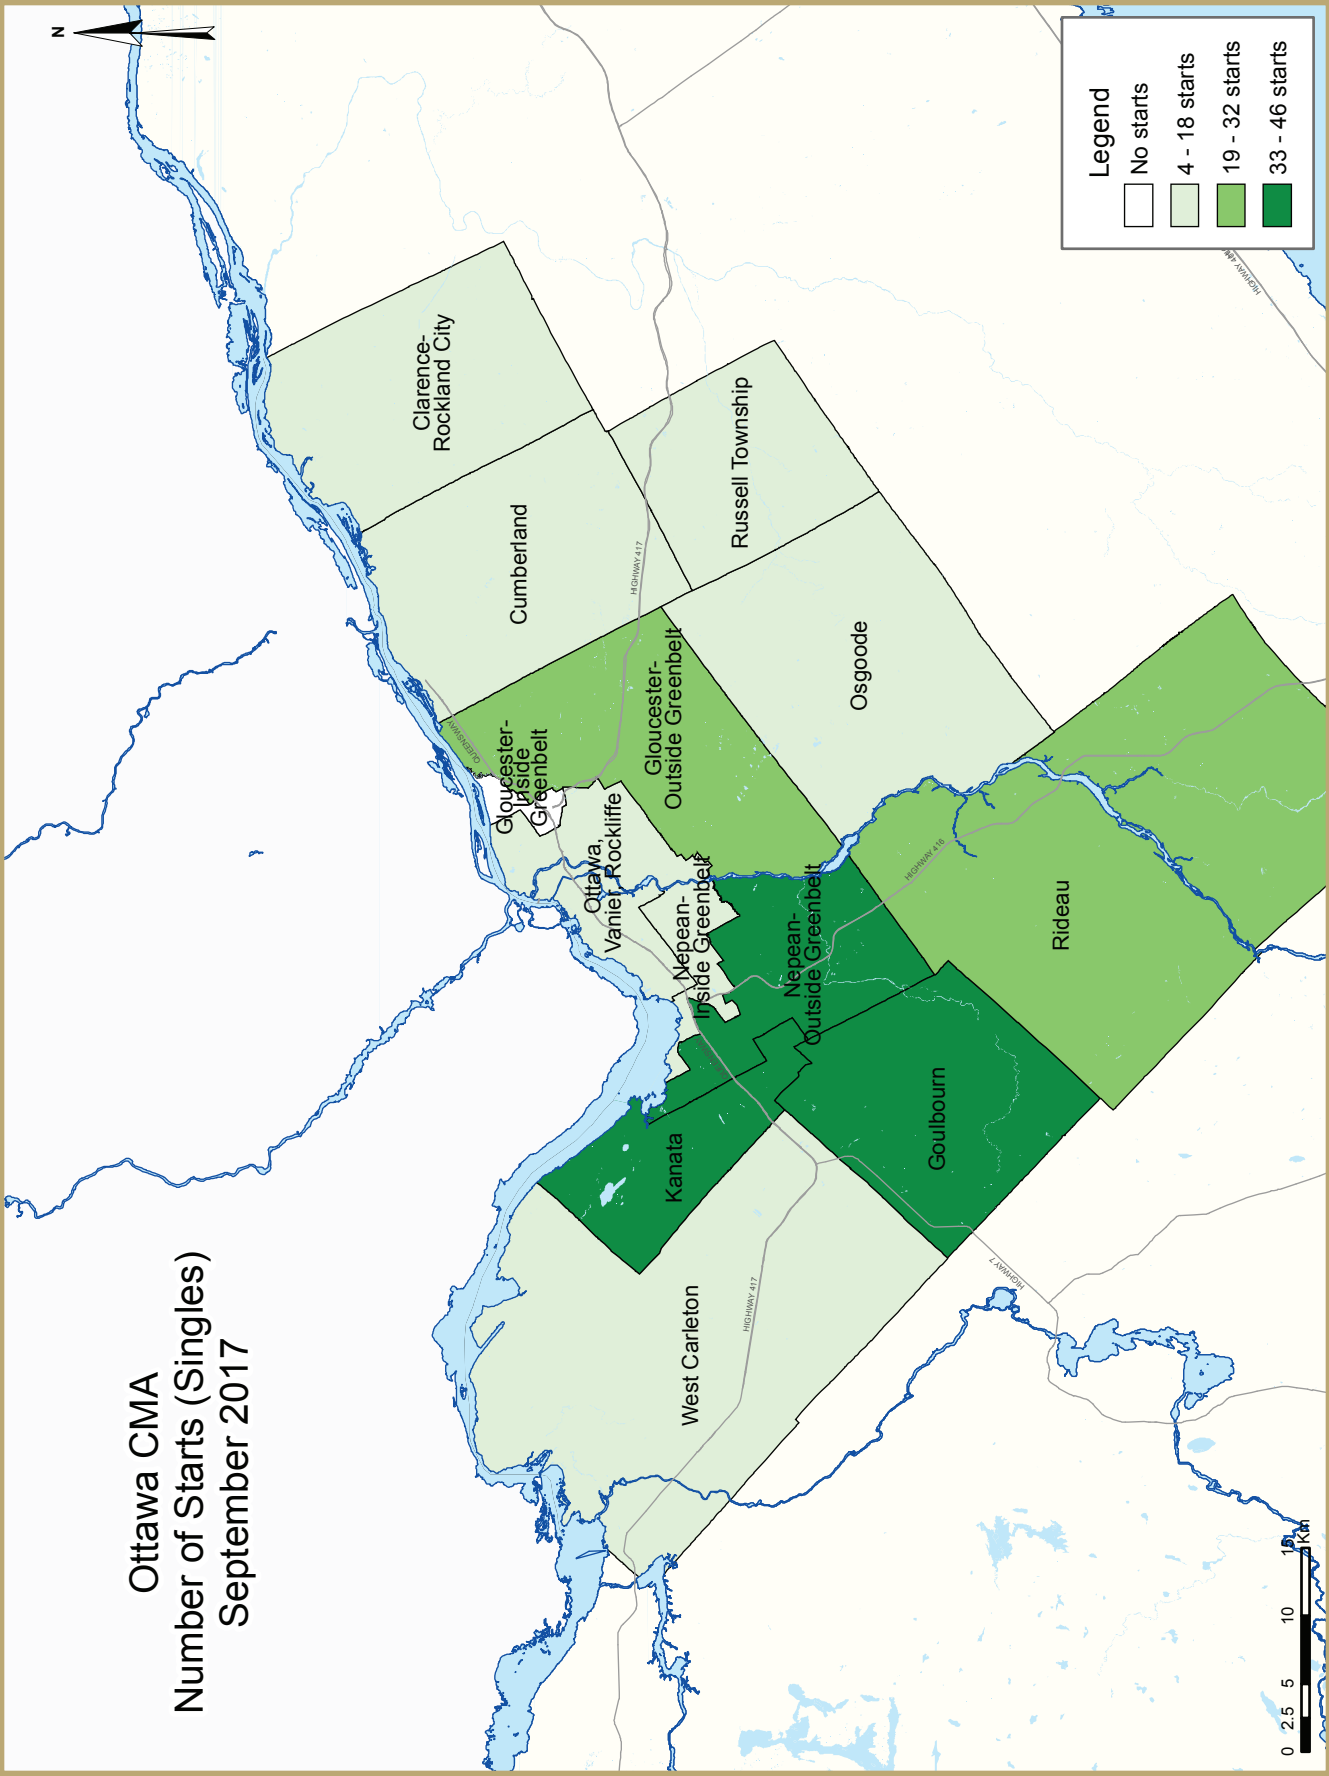 Ottawa CMA
Number of Starts (Singles)
September 2017
N
Legend
No starts
4 - 18 starts
19 - 32 starts
33 - 46 starts
Clarence-
Rockland City
Cumberland
Russell Township
Osgoode
Gloucester-
Outside Greenbelt
Gloucester-
Inside
Greenbelt
Ottawa,
Vanier, Rockliffe
Nepean-
Inside Greenbelt
Nepean-
Outside Greenbelt
Rideau
Goulbourn
Kanata
West Carleton
QUEENSWAY
HIGHWAY 417
HIGHWAY 416
HIGHWAY 417
HIGHWAY 7
0 2.5 5 10 15
Km